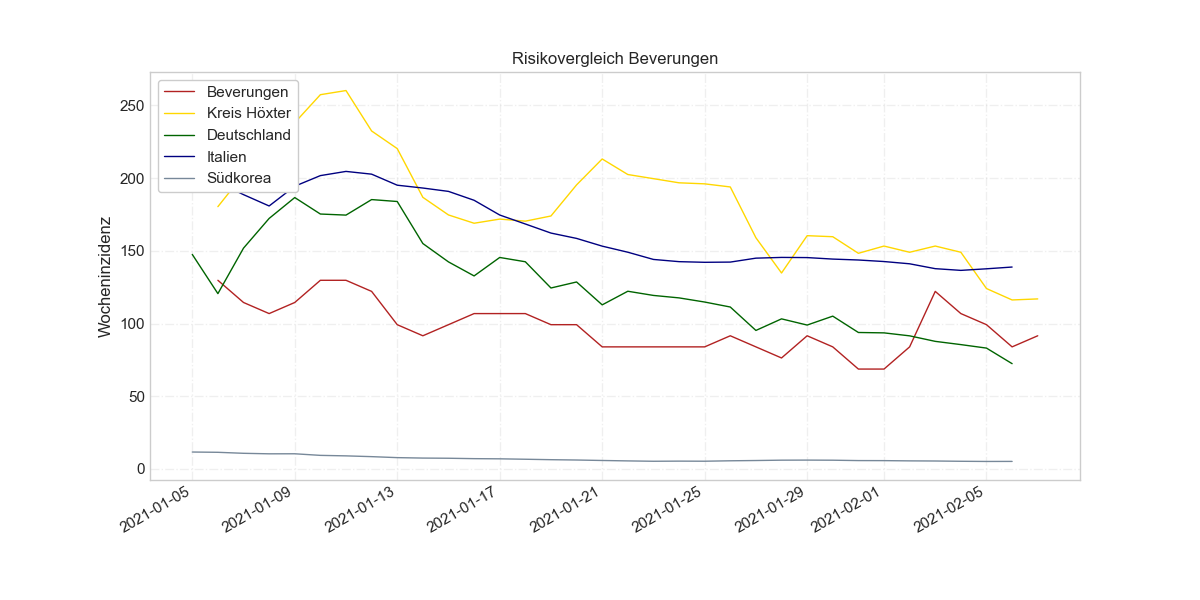 Risikovergleich Beverungen
Wocheninzidenz
Beverungen
Kreis Höxter
Deutschland
Italien
Südkorea
250
200
150
100
50
0
2021-01-05
2021-01-09
2021-01-13
2021-01-17
2021-01-21
2021-01-25
2021-01-29
2021-02-01
2021-02-05